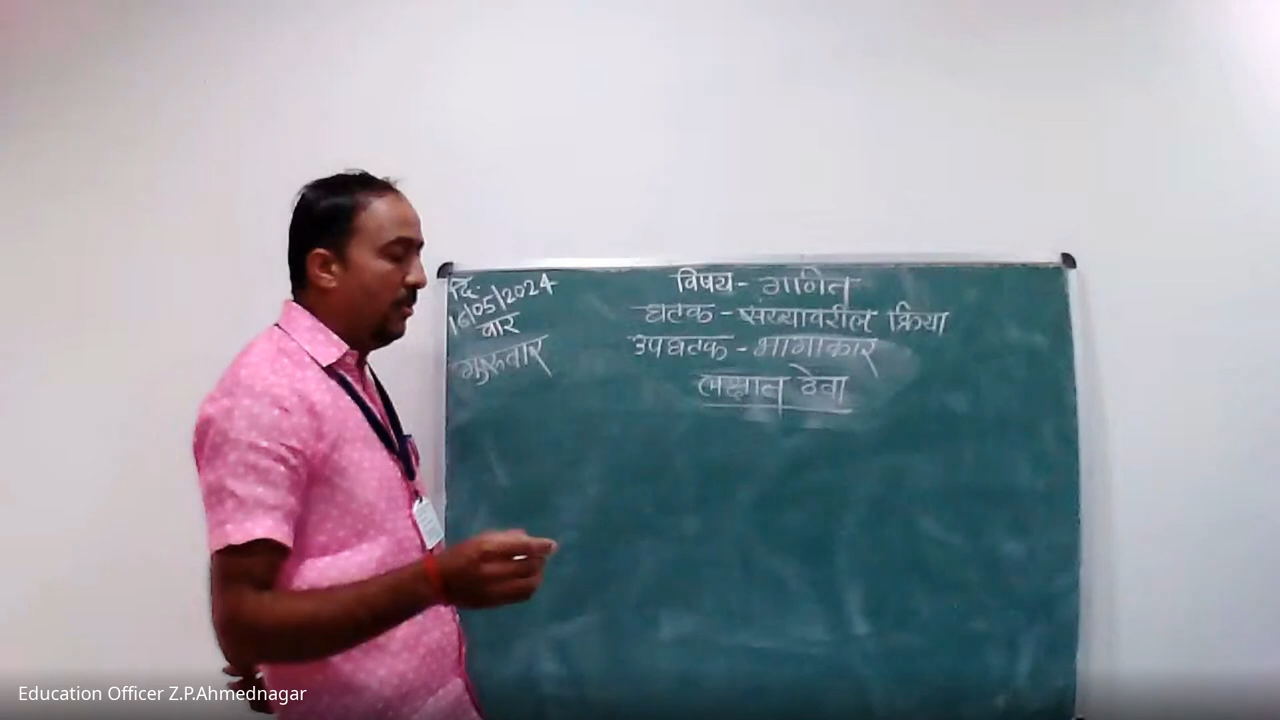 दि.
16/05/2024
वार
गुरुवार
विषय - गणित
घटक - संख्यावरील क्रिया
उपघटक - भागाकार
लक्षात ठेवा
Education Officer Z.P.Ahmednagar